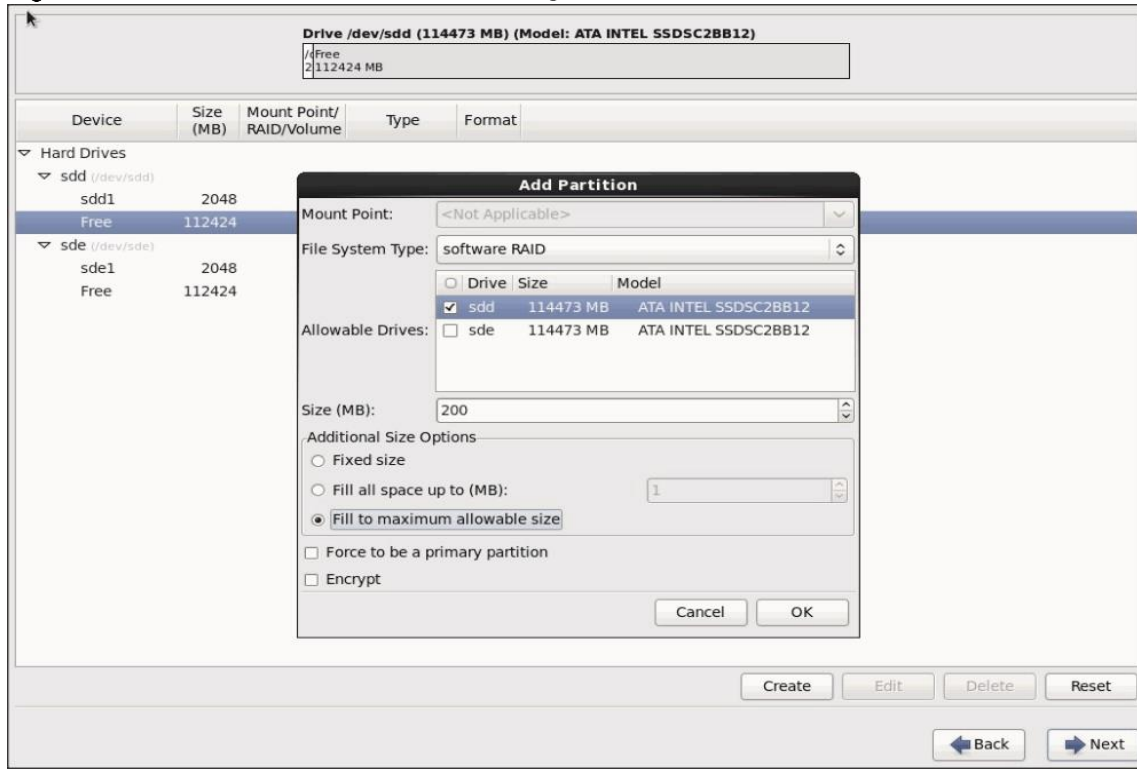 Drive /dev/sdd (114473 MB) (Model: ATA INTEL SSDSC2BB12)
Free
112424 MB
Device Size (MB) Mount Point/ RAID/Volume Type Format
Hard Drives
sdd (/dev/sdd)
sdd1 2048
Free 112424
sde (/dev/sde)
sde1 2048
Free 112424
Add Partition
Mount Point: <Not Applicable>
File System Type: software RAID
Drive Size Model
sdd 114473 MB ATA INTEL SSDSC2BB12
Allowable Drives: sde 114473 MB ATA INTEL SSDSC2BB12
Size (MB): 200
Additional Size Options
Fixed size
Fill all space up to (MB): 1
Fill to maximum allowable size
Force to be a primary partition
Encrypt
Cancel OK
Create Edit Delete Reset
Back Next